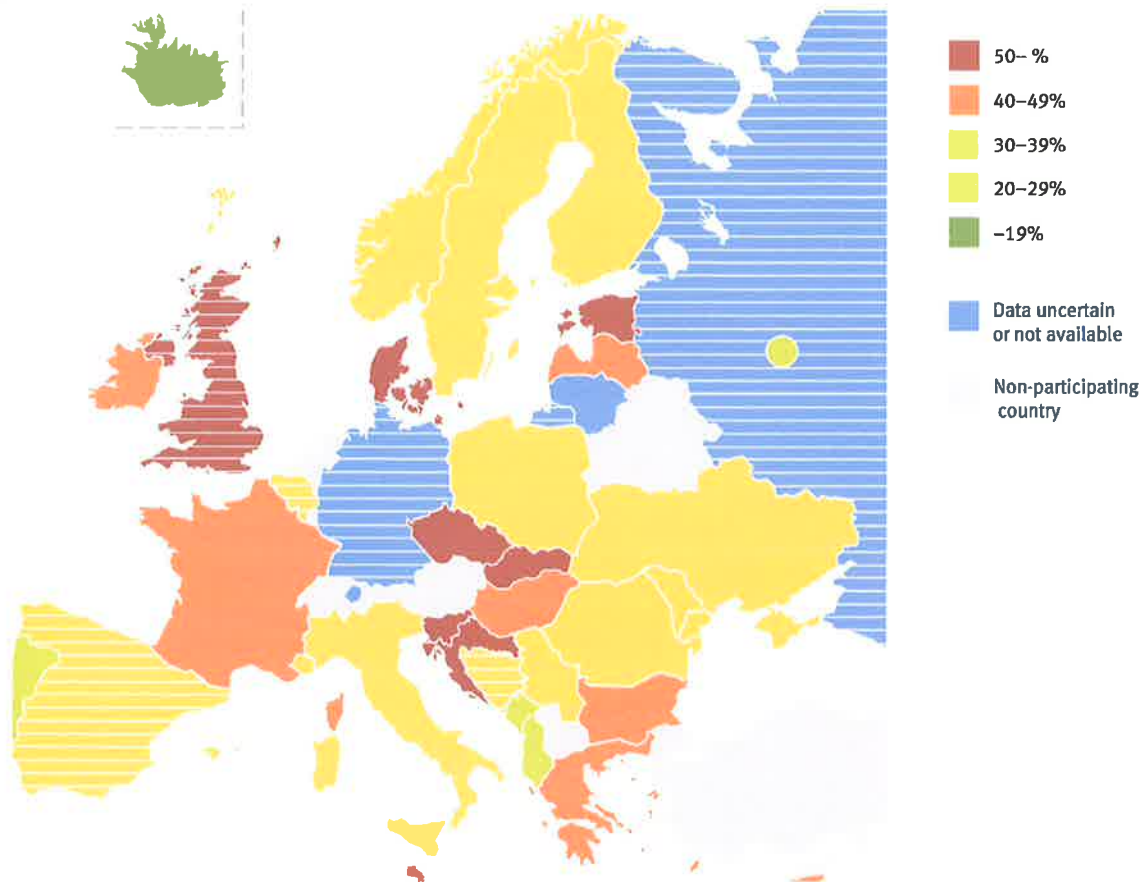 50-- %
40–49%
30–39%
20–29%
–19%
Data uncertain
or not available
Non-participating
country